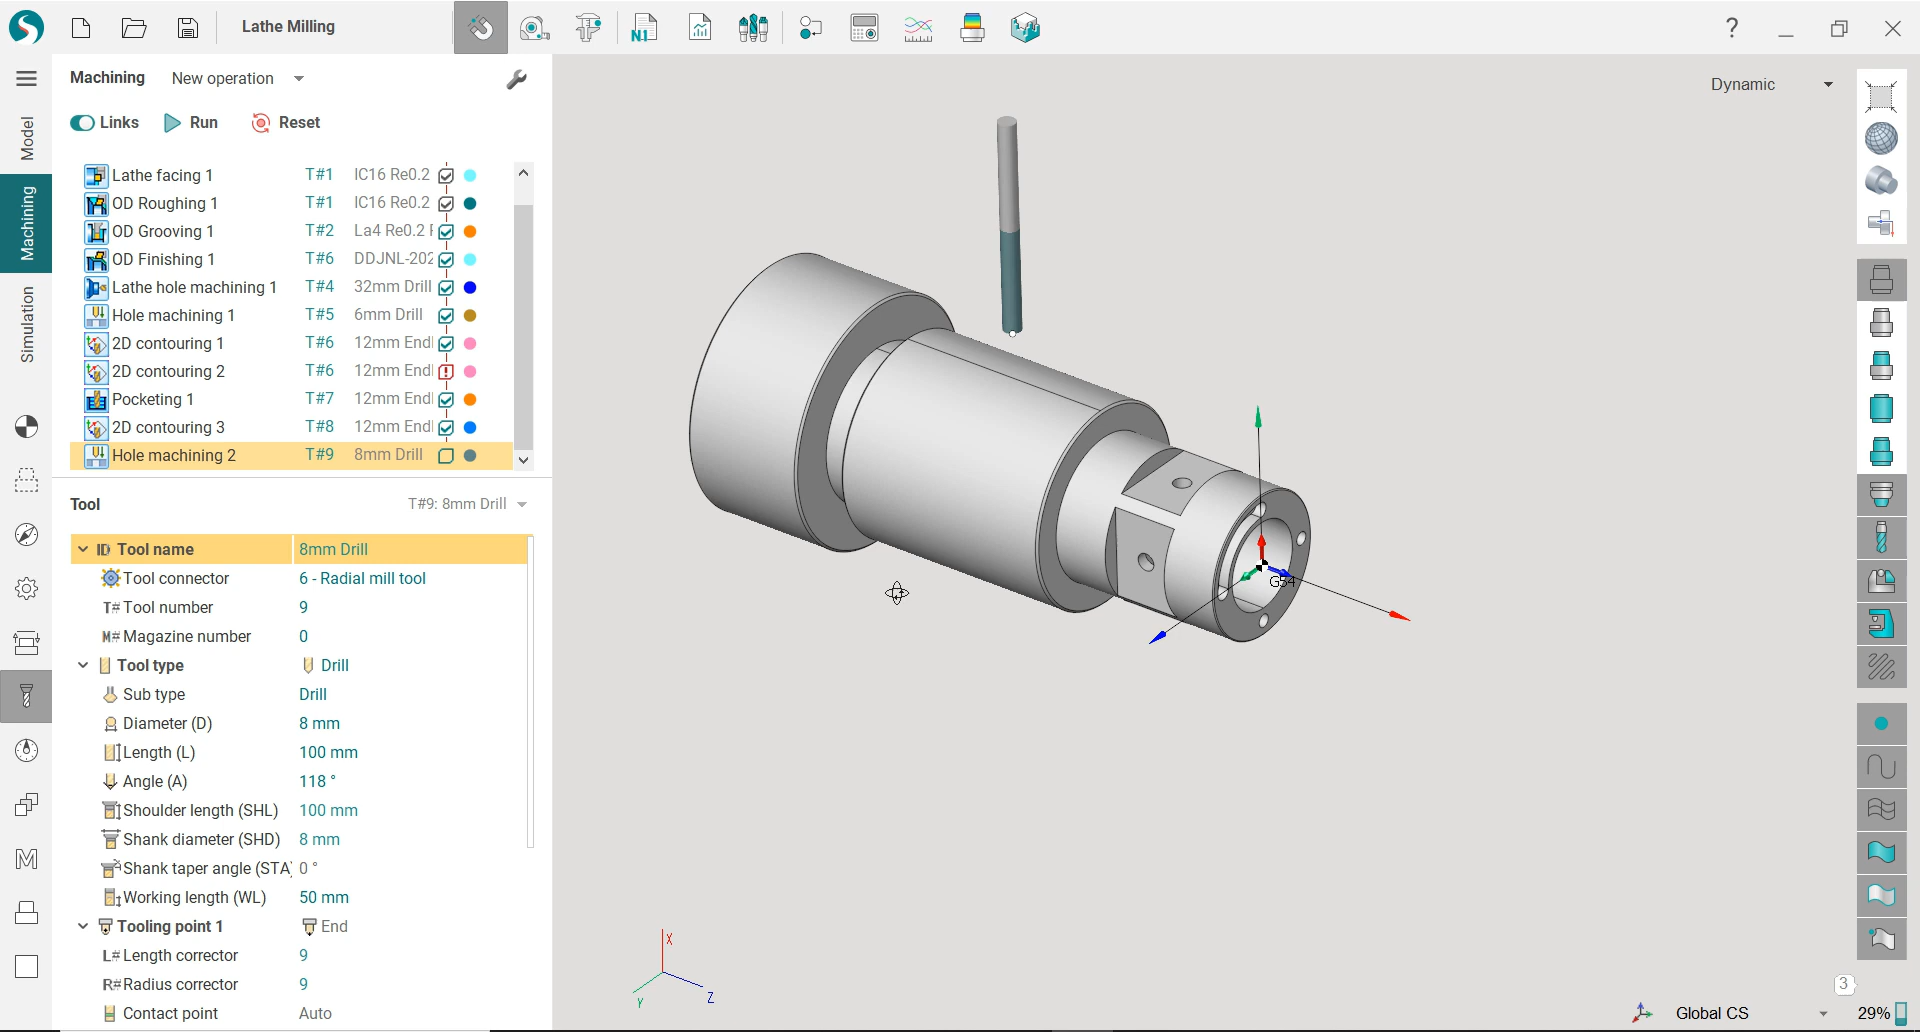 Lathe Milling
N1
?
Machining
New operation
Links
Run
Reset
Dynamic
Model
Machining
Simulation
Lathe facing 1 T#1 IC16 Re0.2
OD Roughing 1 T#1 IC16 Re0.2
OD Grooving 1 T#2 La4 Re0.2
OD Finishing 1 T#6 DDJNL-202
Lathe hole machining 1 T#4 32mm Drill
Hole machining 1 T#5 6mm Drill
2D contouring 1 T#6 12mm End
2D contouring 2 T#6 12mm End
Pocketing 1 T#7 12mm End
2D contouring 3 T#8 12mm End
Hole machining 2 T#9 8mm Drill
Tool
T#9: 8mm Drill
ID Tool name 8mm Drill
Tool connector 6 - Radial mill tool
T# Tool number 9
M# Magazine number 0
Tool type Drill
Sub type Drill
Diameter (D) 8 mm
Length (L) 100 mm
Angle (A) 118 °
Shoulder length (SHL) 100 mm
Shank diameter (SHD) 8 mm
Shank taper angle (STA) 0 °
Working length (WL) 50 mm
Tooling point 1 End
L# Length corrector 9
R# Radius corrector 9
Contact point Auto
M
G54
X
Y
Z
3
Global CS
29%